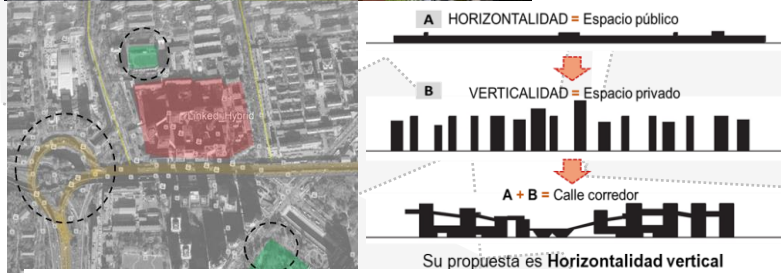 Linked Hybrid
A HORIZONTALIDAD = Espacio público
B VERTICALIDAD = Espacio privado
A + B = Calle corredor
Su propuesta es Horizontalidad vertical